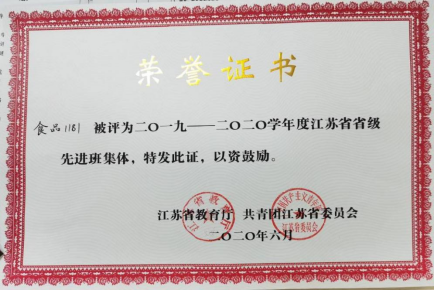 荣誉证书
食品1181 被评为二〇一九——二〇二〇学年度江苏省省级
先进班集体，特发此证，以资鼓励。
江苏省教育厅 共青团江苏省委员会
二〇二〇年六月